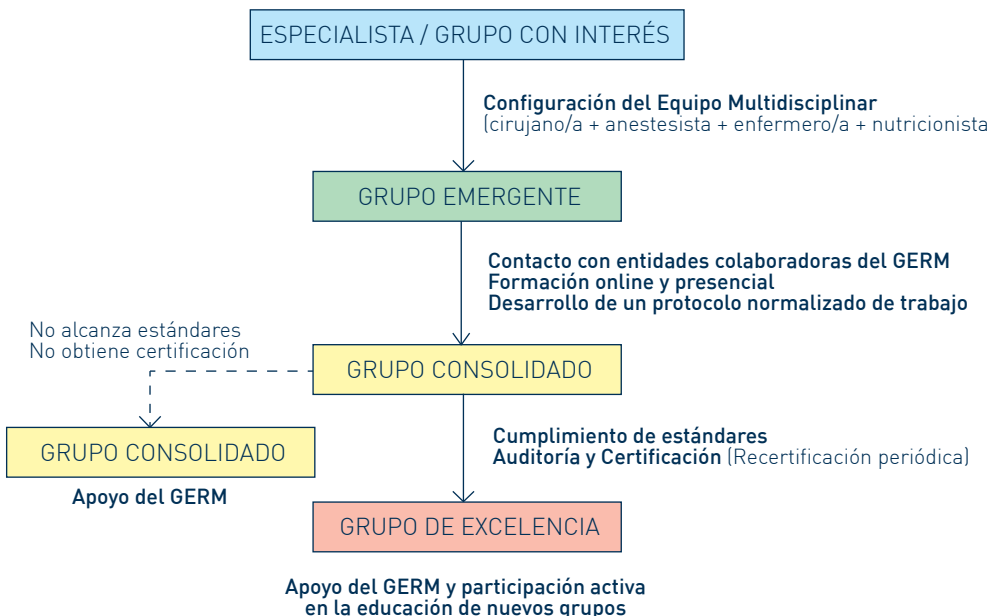 ESPECIALISTA / GRUPO CON INTERÉS
Configuración del Equipo Multidisciplinar
(cirujano/a + anestesista + enfermero/a + nutricionista
GRUPO EMERGENTE
Contacto con entidades colaboradoras del GERM
Formación online y presencial
Desarrollo de un protocolo normalizado de trabajo
No alcanza estándares
No obtiene certificación
GRUPO CONSOLIDADO
GRUPO CONSOLIDADO
Apoyo del GERM
Cumplimiento de estándares
Auditoría y Certificación (Recertificación periódica)
GRUPO DE EXCELENCIA
Apoyo del GERM y participación activa
en la educación de nuevos grupos